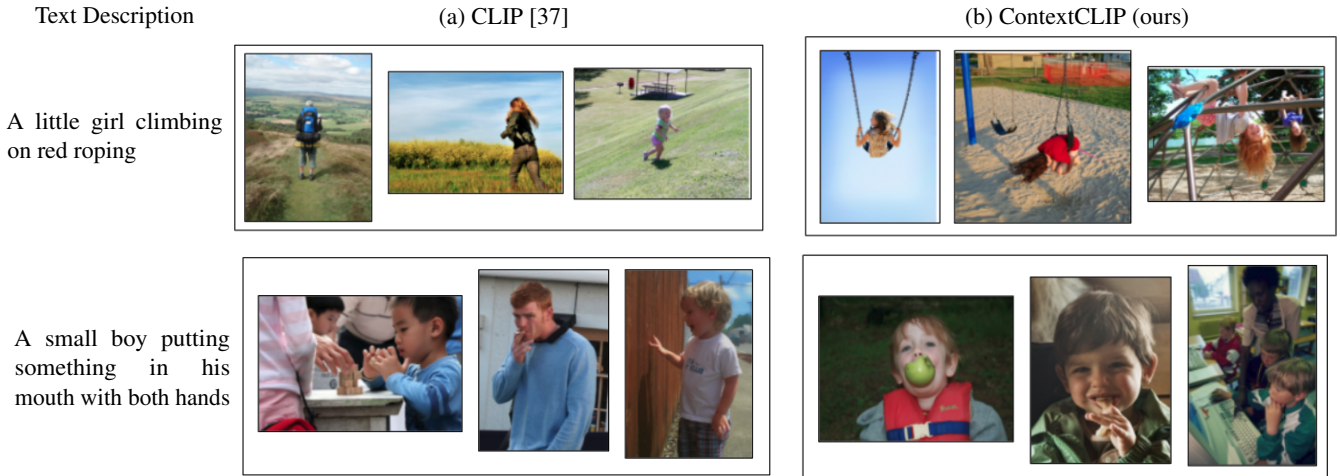 Text Description
(a) CLIP [37]
(b) ContextCLIP (ours)
A little girl climbing
on red roping
A small boy putting
something in his
mouth with both hands